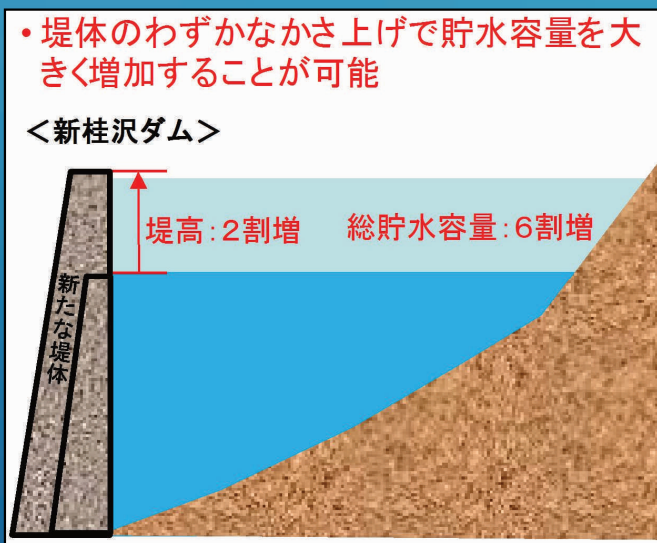 •堤体のわずかなかさ上げで貯水容量を大
きく増加することが可能
＜新桂沢ダム＞
堤高：２割増
総貯水容量：６割増
新たな堤体